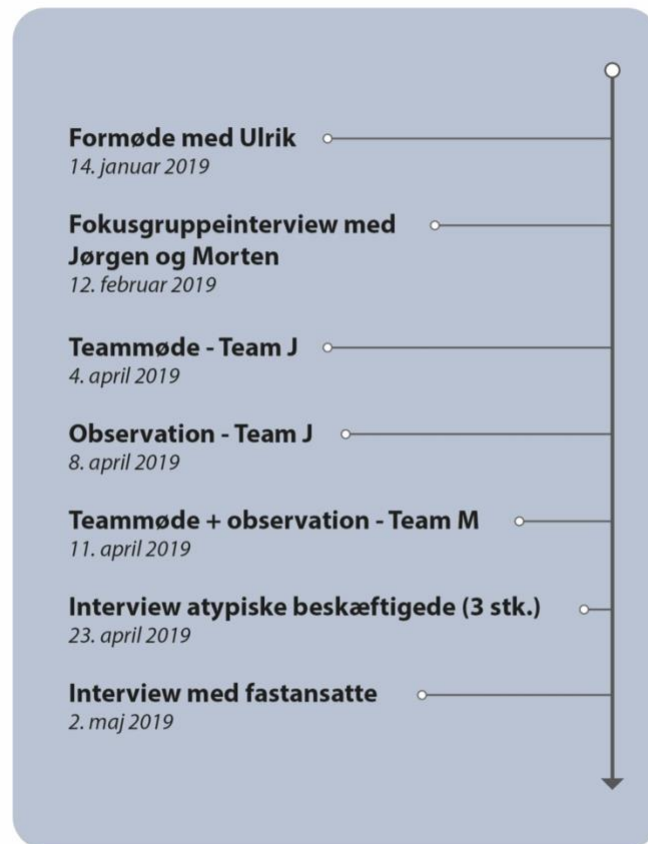 Formøde med Ulrik
14. januar 2019
Fokusgruppeinterview med
Jørgen og Morten
12. februar 2019
Teammøde - Team J
4. april 2019
Observation - Team J
8. april 2019
Teammøde + observation - Team M
11. april 2019
Interview atypiske beskæftigede (3 stk.)
23. april 2019
Interview med fastansatte
2. maj 2019